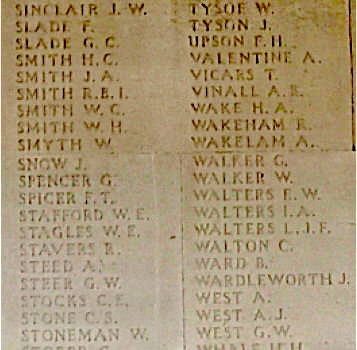 SINCLAIR J. W.
SLADE F.
SLADE G. C.
SMITH H. C.
SMITH J. A.
SMITH R. B. I.
SMITH W. C.
SMITH W. H.
SMYTH W.
SNOW J.
SPENCER G.
SPICER F. T.
STAFFORD W. E.
STAGLES W. E.
STAVERS R.
STEED A.
STEER G. W.
STOCKS C. E.
STONE C. S.
STONEMAN W.
TYSOE W.
TYSON J.
UPSON F. H.
VALENTINE A.
VICARS T.
VINALL A. R.
WAKE H. A.
WAKEHAM R.
WAKELAM A.
WALKER G.
WALKER W.
WALTERS E. W.
WALTERS I. A.
WALTERS L. J. F.
WALTON C.
WARD B.
WARDLEWORTH J.
WEST A.
WEST A. J.
WEST G. W.